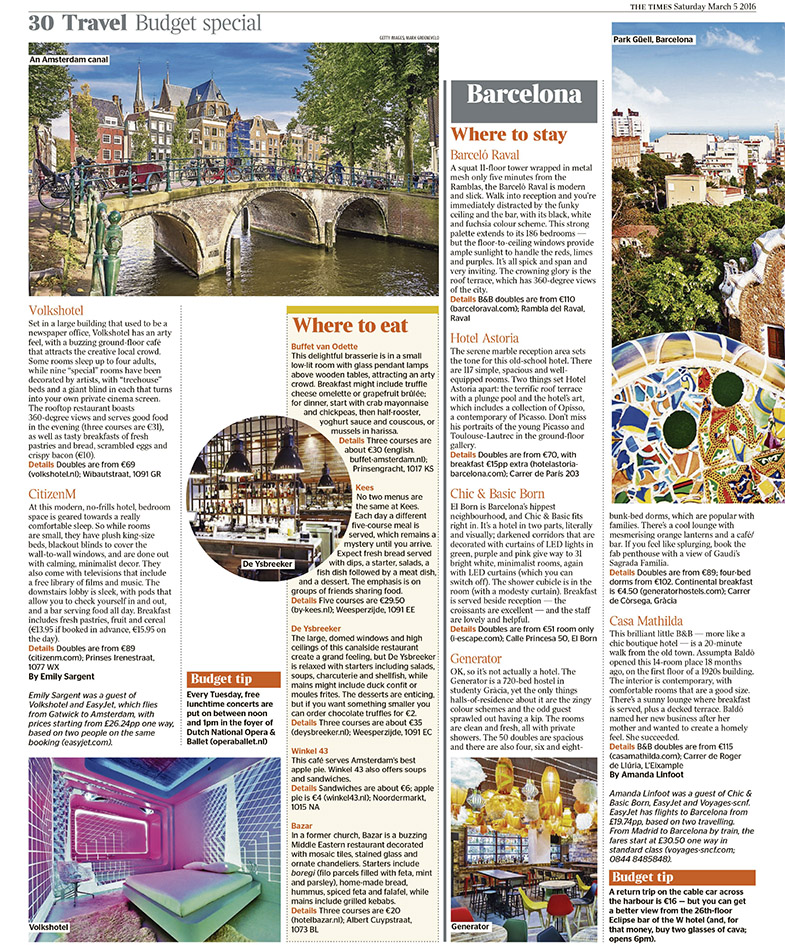 THE TIMES Saturday March 5 2016
30 Travel Budget special
GETTY IMAGES; MARK GROENEVELD
An Amsterdam canal
Volkshotel
Set in a large building that used to be a
newspaper office, Volkshotel has an arty
feel, with a buzzing ground-floor café
that attracts the creative local crowd.
Some rooms sleep up to four adults,
while nine “special” rooms have been
decorated by artists, with “treehouse”
beds and a giant blind in each that turns
into your own private cinema screen.
The rooftop restaurant boasts
360-degree views and serves good food
in the evening (three courses are €31),
as well as tasty breakfasts of fresh
pastries and bread, scrambled eggs and
crispy bacon (€10).
Details Doubles are from €69
(volkshotel.nl); Wibautstraat, 1091 GR
CitizenM
At this modern, no-frills hotel, bedroom
space is geared towards a really
comfortable sleep. So while rooms
are small, they have plush king-size
beds, blackout blinds to cover the
wall-to-wall windows, and are done out
with calming, minimalist decor. They
also come with televisions that include
a free library of films and music. The
downstairs lobby is sleek, with pods that
allow you to check yourself in and out,
and a bar serving food all day. Breakfast
includes fresh pastries, fruit and cereal
(€13.95 if booked in advance, €15.95 on
the day).
Details Doubles are from €89
(citizenm.com); Prinses Irenestraat,
1077 WX
By Emily Sargent
Emily Sargent was a guest of
Volkshotel and EasyJet, which flies
from Gatwick to Amsterdam, with
prices starting from £26.24pp one way,
based on two people on the same
booking (easyjet.com).
Volkshotel
De Ysbreeker
Budget tip
Every Tuesday, free
lunchtime concerts are
put on between noon
and 1pm in the foyer of
Dutch National Opera &
Ballet (operaballet.nl)
Where to eat
Buffet van Odette
This delightful brasserie is in a small
low-lit room with glass pendant lamps
above wooden tables, attracting an arty
crowd. Breakfast might include truffle
cheese omelette or grapefruit brûlée;
for dinner, start with crab mayonnaise
and chickpeas, then half-rooster,
yoghurt sauce and couscous, or
mussels in harissa.
Details Three courses are
about €30 (english.
buffet-amsterdam.nl);
Prinsengracht, 1017 KS
Kees
No two menus are
the same at Kees.
Each day a different
five-course meal is
served, which remains a
mystery until you arrive.
Expect fresh bread served
with dips, a starter, salads, a
fish dish followed by a meat dish,
and a dessert. The emphasis is on
groups of friends sharing food.
Details Five courses are €29.50
(by-kees.nl); Weesperzijde, 1091 EE
De Ysbreeker
The large, domed windows and high
ceilings of this canalside restaurant
create a grand feeling, but De Ysbreeker
is relaxed with starters including salads,
soups, charcuterie and shellfish, while
mains might include duck confit or
moules frites. The desserts are enticing,
but if you want something smaller you
can order chocolate truffles for €2.
Details Three courses are about €35
(deysbreeker.nl); Weesperzijde, 1091 EC
Winkel 43
This café serves Amsterdam's best
apple pie. Winkel 43 also offers soups
and sandwiches.
Details Sandwiches are about €6; apple
pie is €4 (winkel43.nl); Noordermarkt,
1015 NA
Bazar
In a former church, Bazar is a buzzing
Middle Eastern restaurant decorated
with mosaic tiles, stained glass and
ornate chandeliers. Starters include
boregi (filo parcels filled with feta, mint
and parsley), home-made bread,
hummus, spiced feta and falafel, while
mains include grilled kebabs.
Details Three courses are €20
(hotelbazar.nl); Albert Cuypstraat,
1073 BL
Barcelona
Where to stay
Barceló Raval
A squat 11-floor tower wrapped in metal
mesh only five minutes from the
Ramblas, the Barceló Raval is modern
and slick. Walk into reception and you're
immediately distracted by the funky
ceiling and the bar, with its black, white
and fuchsia colour scheme. This strong
palette extends to its 186 bedrooms —
but the floor-to-ceiling windows provide
ample sunlight to handle the reds, limes
and purples. It's all spick and span and
very inviting. The crowning glory is the
roof terrace, which has 360-degree views
of the city.
Details B&B doubles are from €110
(barceloraval.com); Rambla del Raval,
Raval
Hotel Astoria
The serene marble reception area sets
the tone for this old-school hotel. There
are 117 simple, spacious and well-
equipped rooms. Two things set Hotel
Astoria apart: the terrific roof terrace
with a plunge pool and the hotel's art,
which includes a collection of Opisso,
a contemporary of Picasso. Don't miss
his portraits of the young Picasso and
Toulouse-Lautrec in the ground-floor
gallery.
Details Doubles are from €70, with
breakfast €15pp extra (hotelastoria-
barcelona.com); Carrer de París 203
Chic & Basic Born
El Born is Barcelona's hippest
neighbourhood, and Chic & Basic fits
right in. It's a hotel in two parts, literally
and visually; darkened corridors that are
decorated with curtains of LED lights in
green, purple and pink give way to 31
bright white, minimalist rooms, again
with LED curtains (which you can
switch off). The shower cubicle is in the
room (with a modesty curtain). Breakfast
is served beside reception — the
croissants are excellent — and the staff
are lovely and helpful.
Details Doubles are from €51 room only
(i-escape.com); Calle Princesa 50, El Born
Generator
OK, so it's not actually a hotel. The
Generator is a 720-bed hostel in
studenty Gràcia, yet the only things
halls-of-residence about it are the zingy
colour schemes and the odd guest
sprawled out having a kip. The rooms
are clean and fresh, all with private
showers. The 50 doubles are spacious
and there are also four, six and eight-
Generator
Park Güell, Barcelona
bunk-bed dorms, which are popular with
families. There's a cool lounge with
mesmerising orange lanterns and a café/
bar. If you feel like splurging, book the
fab penthouse with a view of Gaudí's
Sagrada Família.
Details Doubles are from €89; four-bed
dorms from €102. Continental breakfast
is €4.50 (generatorhostels.com); Carrer
de Còrsega, Gràcia
Casa Mathilda
This brilliant little B&B — more like a
chic boutique hotel — is a 20-minute
walk from the old town. Assumpta Baldó
opened this 14-room place 18 months
ago, on the first floor of a 1920s building.
The interior is contemporary, with
comfortable rooms that are a good size.
There's a sunny lounge where breakfast
is served, plus a decked terrace. Baldó
named her new business after her
mother and wanted to create a homely
feel. She succeeded.
Details B&B doubles are from €115
(casamathilda.com); Carrer de Roger
de Llúria, L'Eixample
By Amanda Linfoot
Amanda Linfoot was a guest of Chic &
Basic Born, EasyJet and Voyages-scnf.
EasyJet has flights to Barcelona from
£19.74pp, based on two travelling.
From Madrid to Barcelona by train, the
fares start at £30.50 one way in
standard class (voyages-sncf.com;
0844 8485848).
Budget tip
A return trip on the cable car across
the harbour is €16 — but you can get
a better view from the 26th-floor
Eclipse bar of the W hotel (and, for
that money, buy two glasses of cava;
opens 6pm).